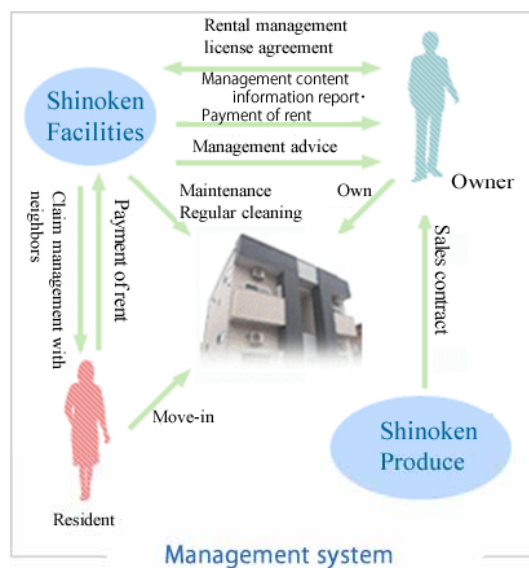 Rental management
license agreement
Management content
information report・
Payment of rent
Management advice
Shinoken
Facilities
Owner
Maintenance
Regular cleaning
Own
Claim management with
neighbors
Payment of rent
Sales contract
Move-in
Shinoken
Produce
Resident
Management system